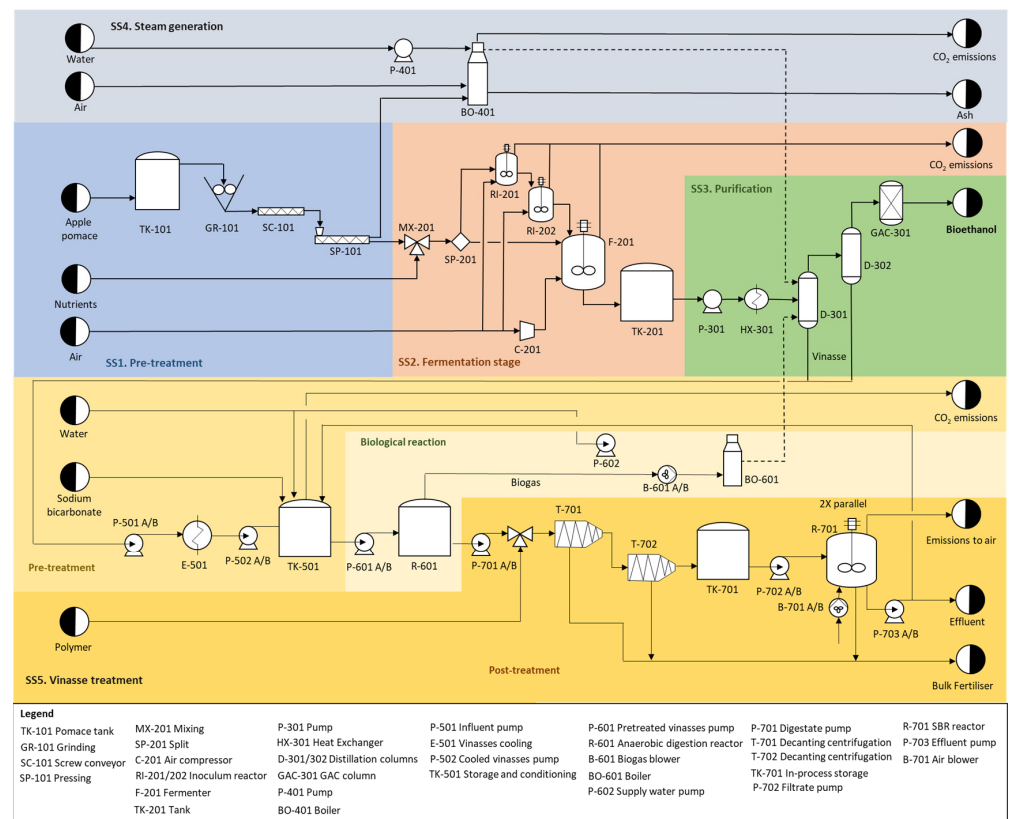 SS4. Steam generation
Water
P-401
CO2 emissions
Air
BO-401
Ash
CO2 emissions
RI-201
SS3. Purification
Apple
pomace
TK-101
GR-101
SC-101
SP-101
MX-201
SP-201
RI-202
F-201
GAC-301
Bioethanol
D-302
Nutrients
TK-201
P-301
HX-301
D-301
Air
C-201
Vinasse
SS1. Pre-treatment
SS2. Fermentation stage
CO2 emissions
Water
Biological reaction
P-602
Sodium
bicarbonate
Biogas
B-601 A/B
BO-601
P-501 A/B
E-501
P-502 A/B
TK-501
P-601 A/B
R-601
P-701 A/B
T-701
T-702
TK-701
P-702 A/B
2X parallel
R-701
Emissions to air
Pre-treatment
B-701 A/B
P-703 A/B
Effluent
Polymer
Post-treatment
SS5. Vinasse treatment
Bulk Fertiliser
Legend
TK-101 Pomace tank
GR-101 Grinding
SC-101 Screw conveyor
SP-101 Pressing
MX-201 Mixing
SP-201 Split
C-201 Air compressor
RI-201/202 Inoculum reactor
F-201 Fermenter
TK-201 Tank
P-301 Pump
HX-301 Heat Exchanger
D-301/302 Distillation columns
GAC-301 GAC column
P-401 Pump
BO-401 Boiler
P-501 Influent pump
E-501 Vinasses cooling
P-502 Cooled vinasses pump
TK-501 Storage and conditioning
P-601 Pretreated vinasses pump
R-601 Anaerobic digestion reactor
B-601 Biogas blower
BO-601 Boiler
P-602 Supply water pump
P-701 Digestate pump
T-701 Decanting centrifugation
T-702 Decanting centrifugation
TK-701 In-process storage
P-702 Filtrate pump
R-701 SBR reactor
P-703 Effluent pump
B-701 Air blower